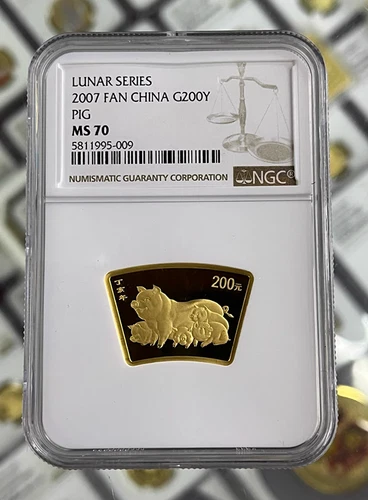 LUNAR SERIES
2007 FAN CHINA G200Y
PIG
MS 70
5811995-009
NUMISMATIC GUARANTY CORPORATION
NGC®
丁亥年
200元